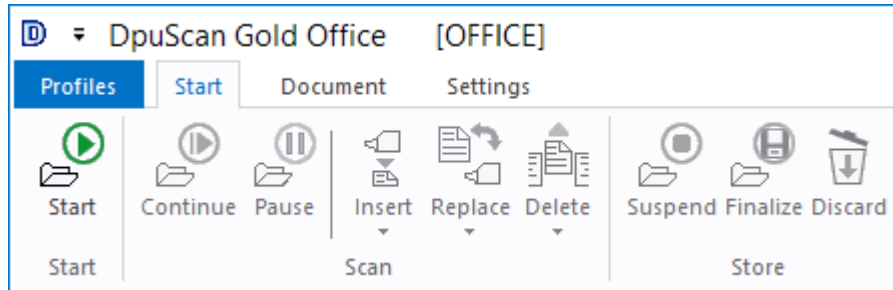 DpuScan Gold Office [OFFICE]
Profiles Start Document Settings
Start Continue Pause Insert Replace Delete Suspend Finalize Discard
Start Scan Store